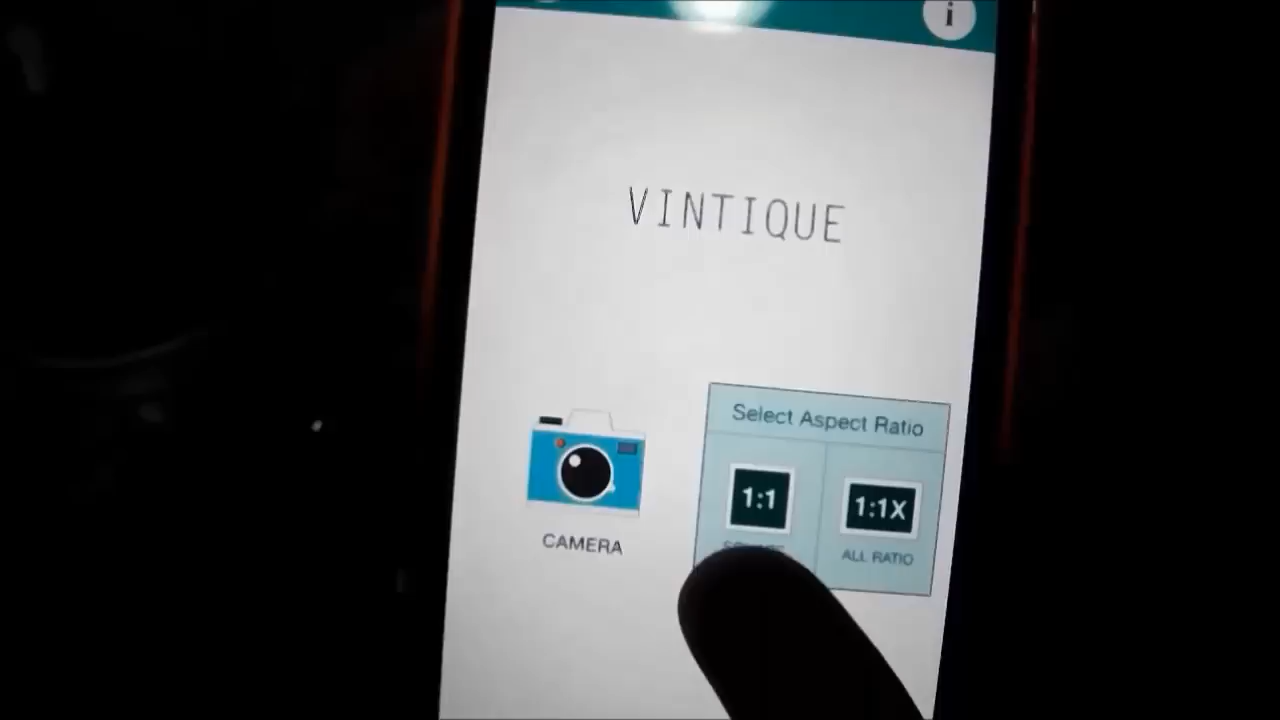 i
VINTIQUE
Select Aspect Ratio
1:1
1:1X
CAMERA
ALL RATIO